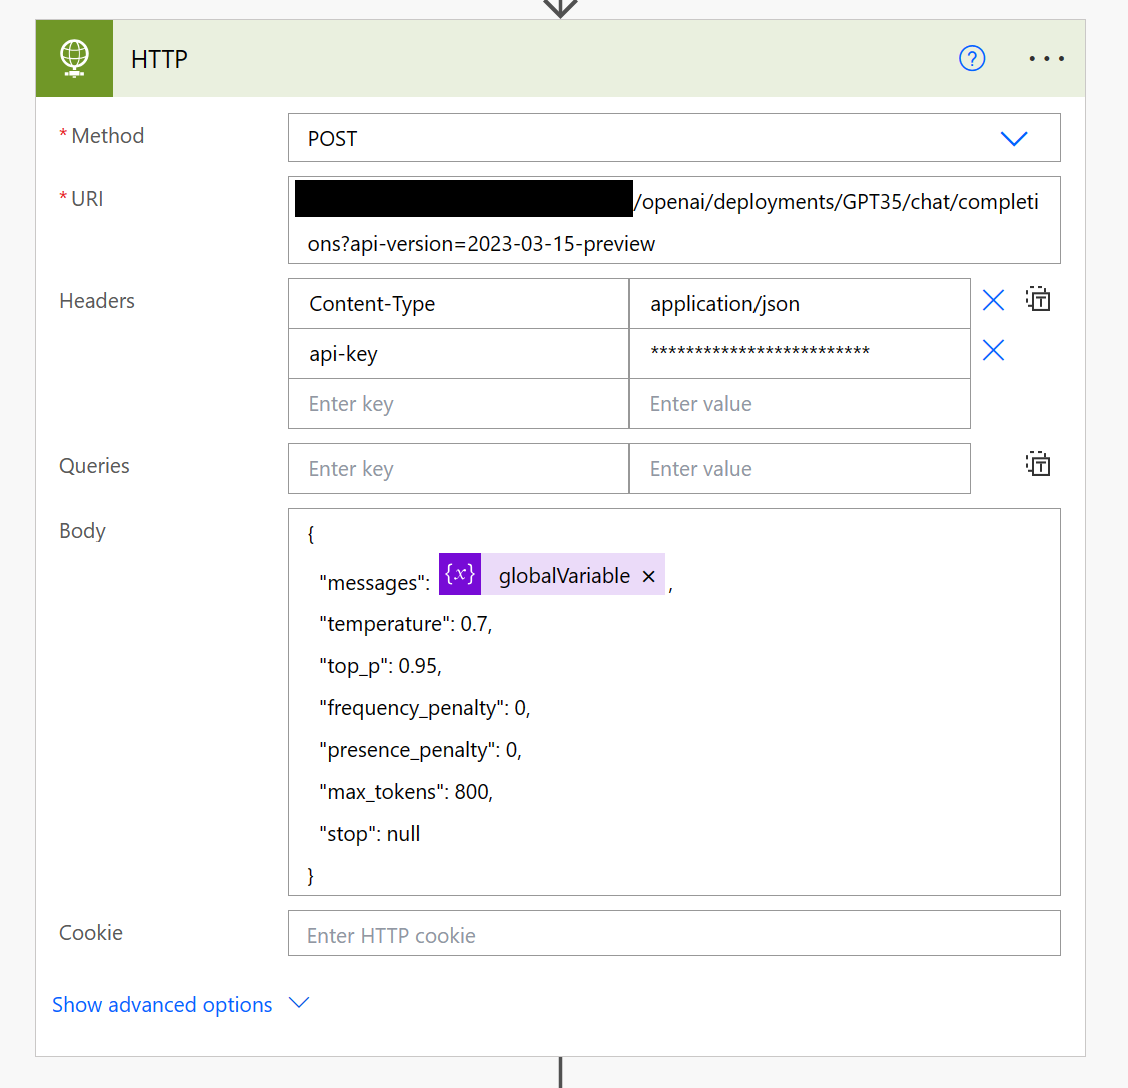 HTTP
?
* Method
POST
* URI
/openai/deployments/GPT35/chat/completi
ons?api-version=2023-03-15-preview
Headers
Content-Type
application/json
api-key
*************************
Enter key
Enter value
Queries
Enter key
Enter value
Body
{
"messages": {x} globalVariable × ,
"temperature": 0.7,
"top_p": 0.95,
"frequency_penalty": 0,
"presence_penalty": 0,
"max_tokens": 800,
"stop": null
}
Cookie
Enter HTTP cookie
Show advanced options